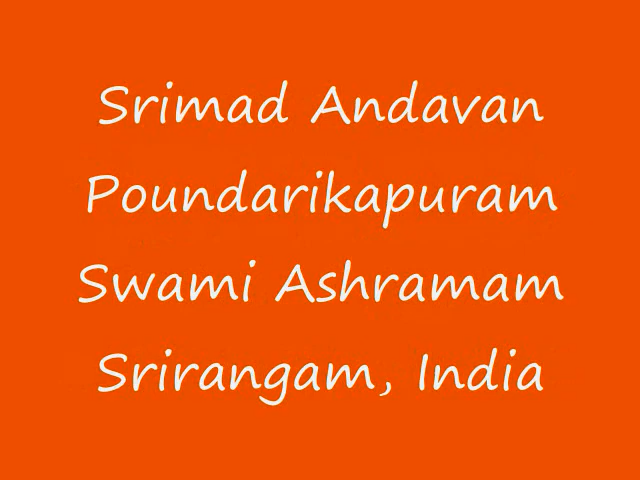 Srimad Andavan
Poundarikapuram
Swami Ashramam
Srirangam, India